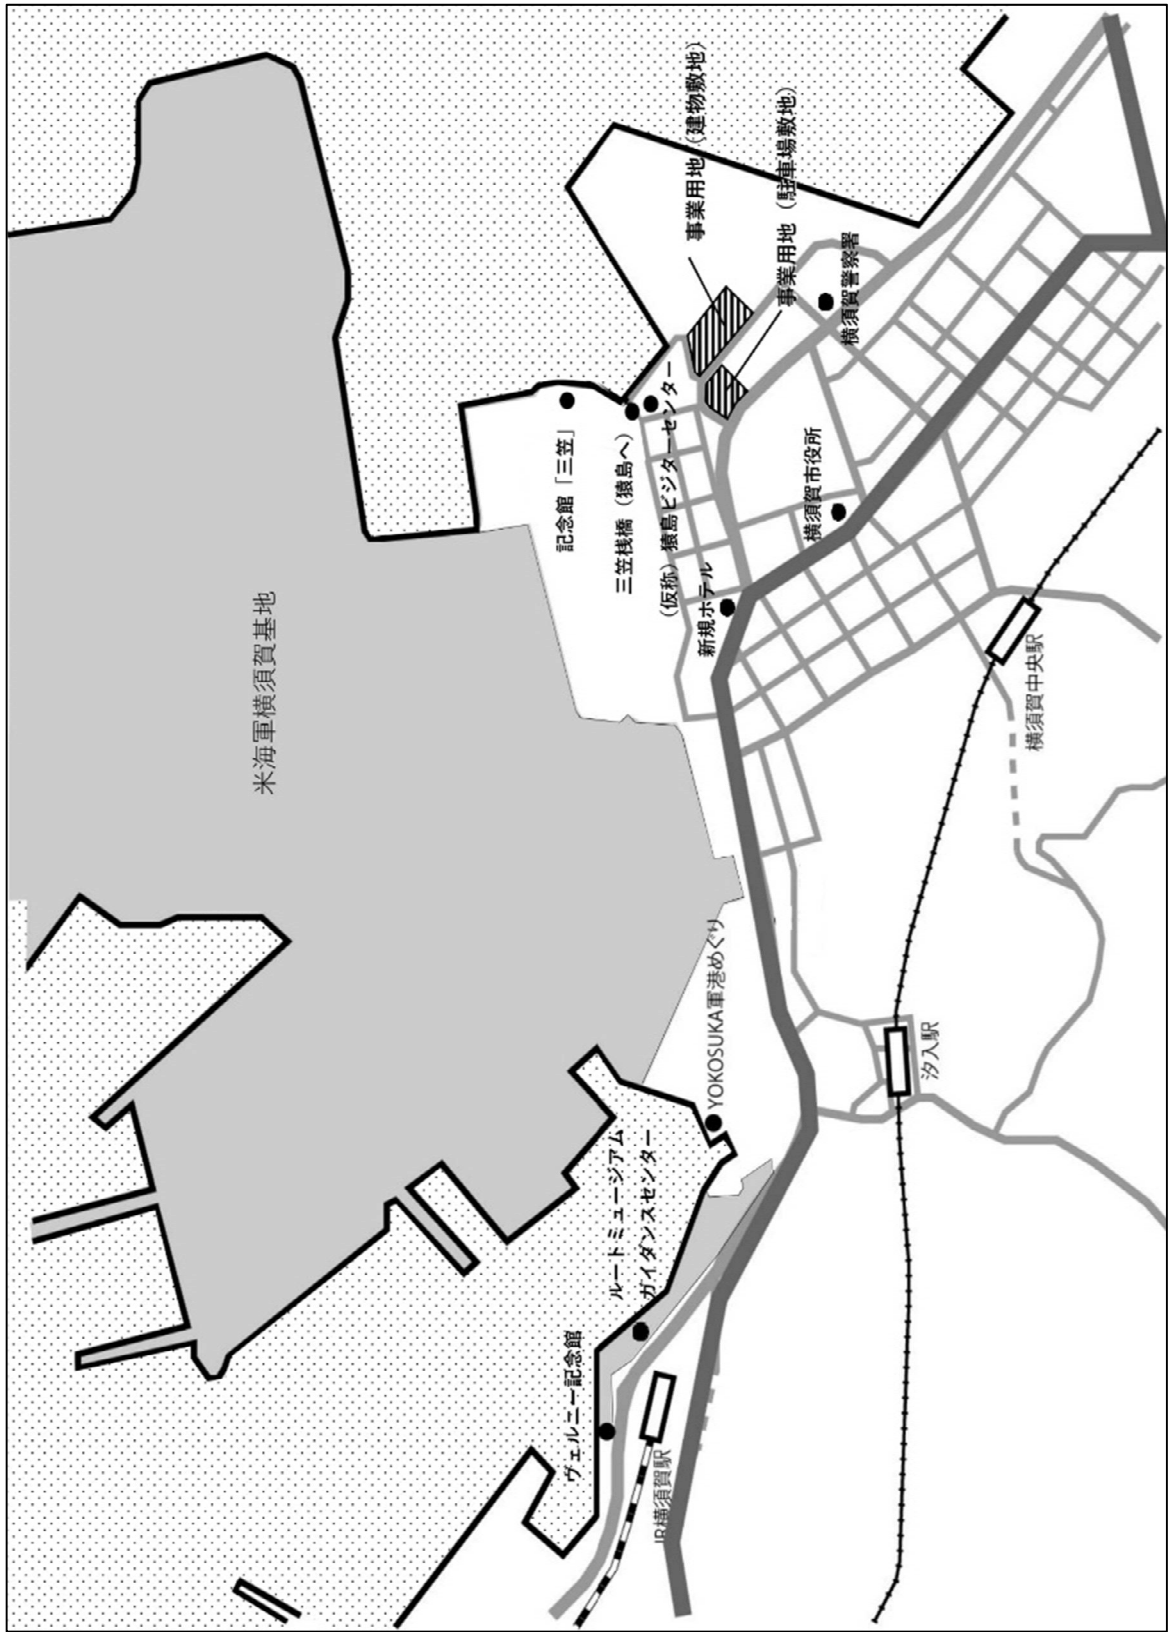 米海軍横須賀基地
ヴェルニー記念館
ルートミュージアム
ガイダンスセンター
JR横須賀駅
YOKOSUKA軍港めぐり
汐入駅
記念館「三笠」
三笠桟橋（猿島へ）
（仮称）猿島ビジターセンター
新規ホテル
事業用地（建物敷地）
事業用地（駐車場敷地）
横須賀警察署
横須賀市役所
横須賀中央駅